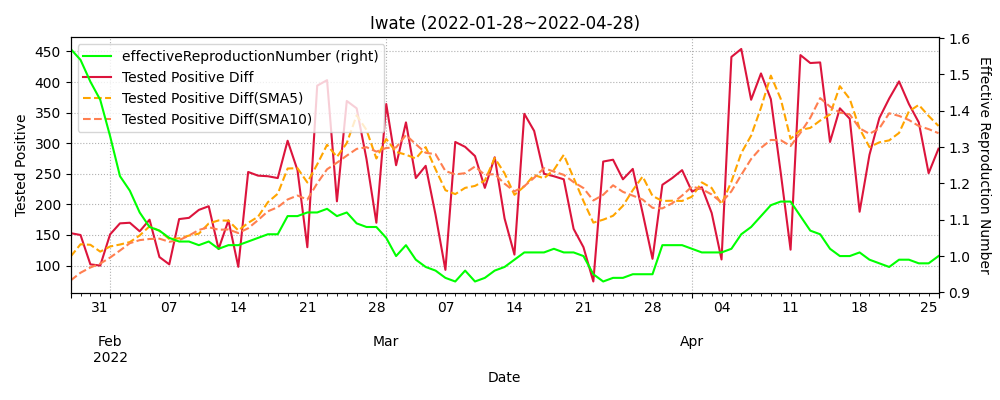 Iwate (2022-01-28~2022-04-28)
effectiveReproductionNumber (right)
Tested Positive Diff
Tested Positive Diff(SMA5)
Tested Positive Diff(SMA10)
Tested Positive
450
400
350
300
250
200
150
100
1.6
1.5
1.4
1.3
1.2
1.1
1.0
0.9
Effective Reproduction Number
31 07 14 21 28 07 14 21 28 04 11 18 25
Feb Mar Apr
2022
Date